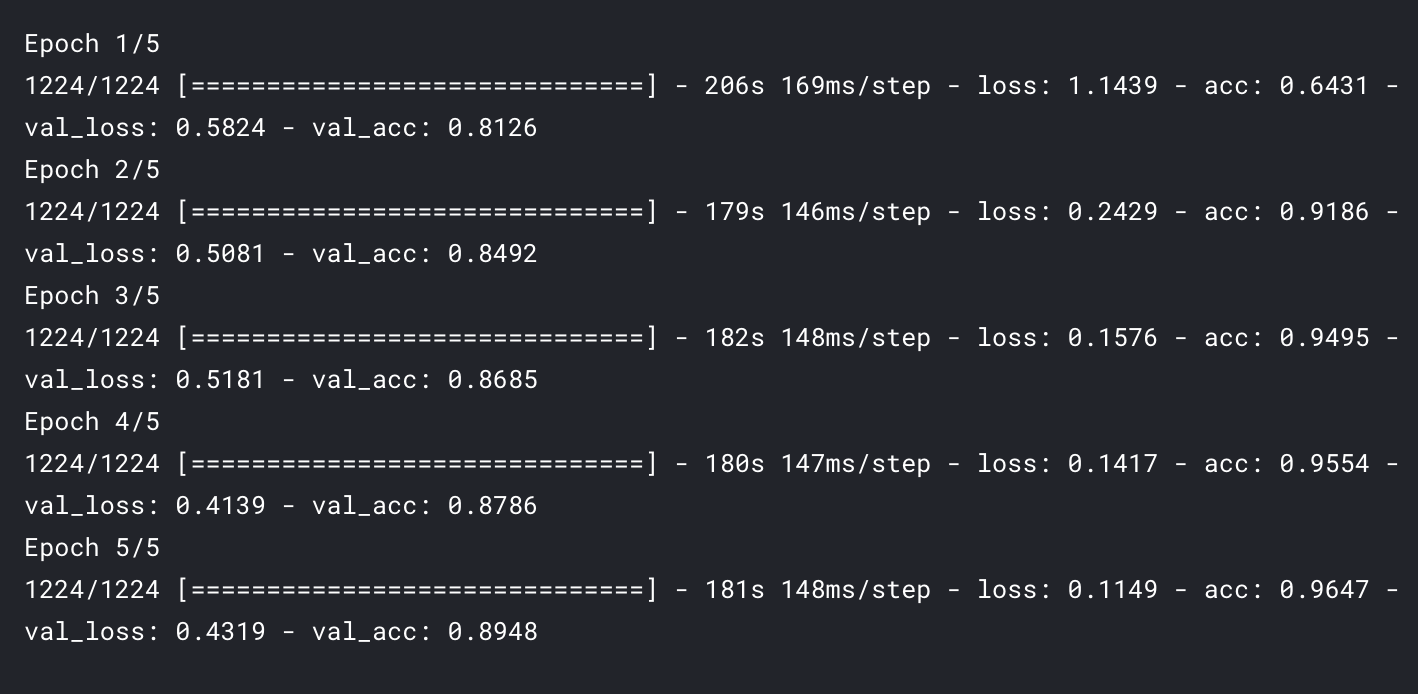 Epoch 1/5
1224/1224 [==============================] - 206s 169ms/step - loss: 1.1439 - acc: 0.6431 -
val_loss: 0.5824 - val_acc: 0.8126
Epoch 2/5
1224/1224 [==============================] - 179s 146ms/step - loss: 0.2429 - acc: 0.9186 -
val_loss: 0.5081 - val_acc: 0.8492
Epoch 3/5
1224/1224 [==============================] - 182s 148ms/step - loss: 0.1576 - acc: 0.9495 -
val_loss: 0.5181 - val_acc: 0.8685
Epoch 4/5
1224/1224 [==============================] - 180s 147ms/step - loss: 0.1417 - acc: 0.9554 -
val_loss: 0.4139 - val_acc: 0.8786
Epoch 5/5
1224/1224 [==============================] - 181s 148ms/step - loss: 0.1149 - acc: 0.9647 -
val_loss: 0.4319 - val_acc: 0.8948